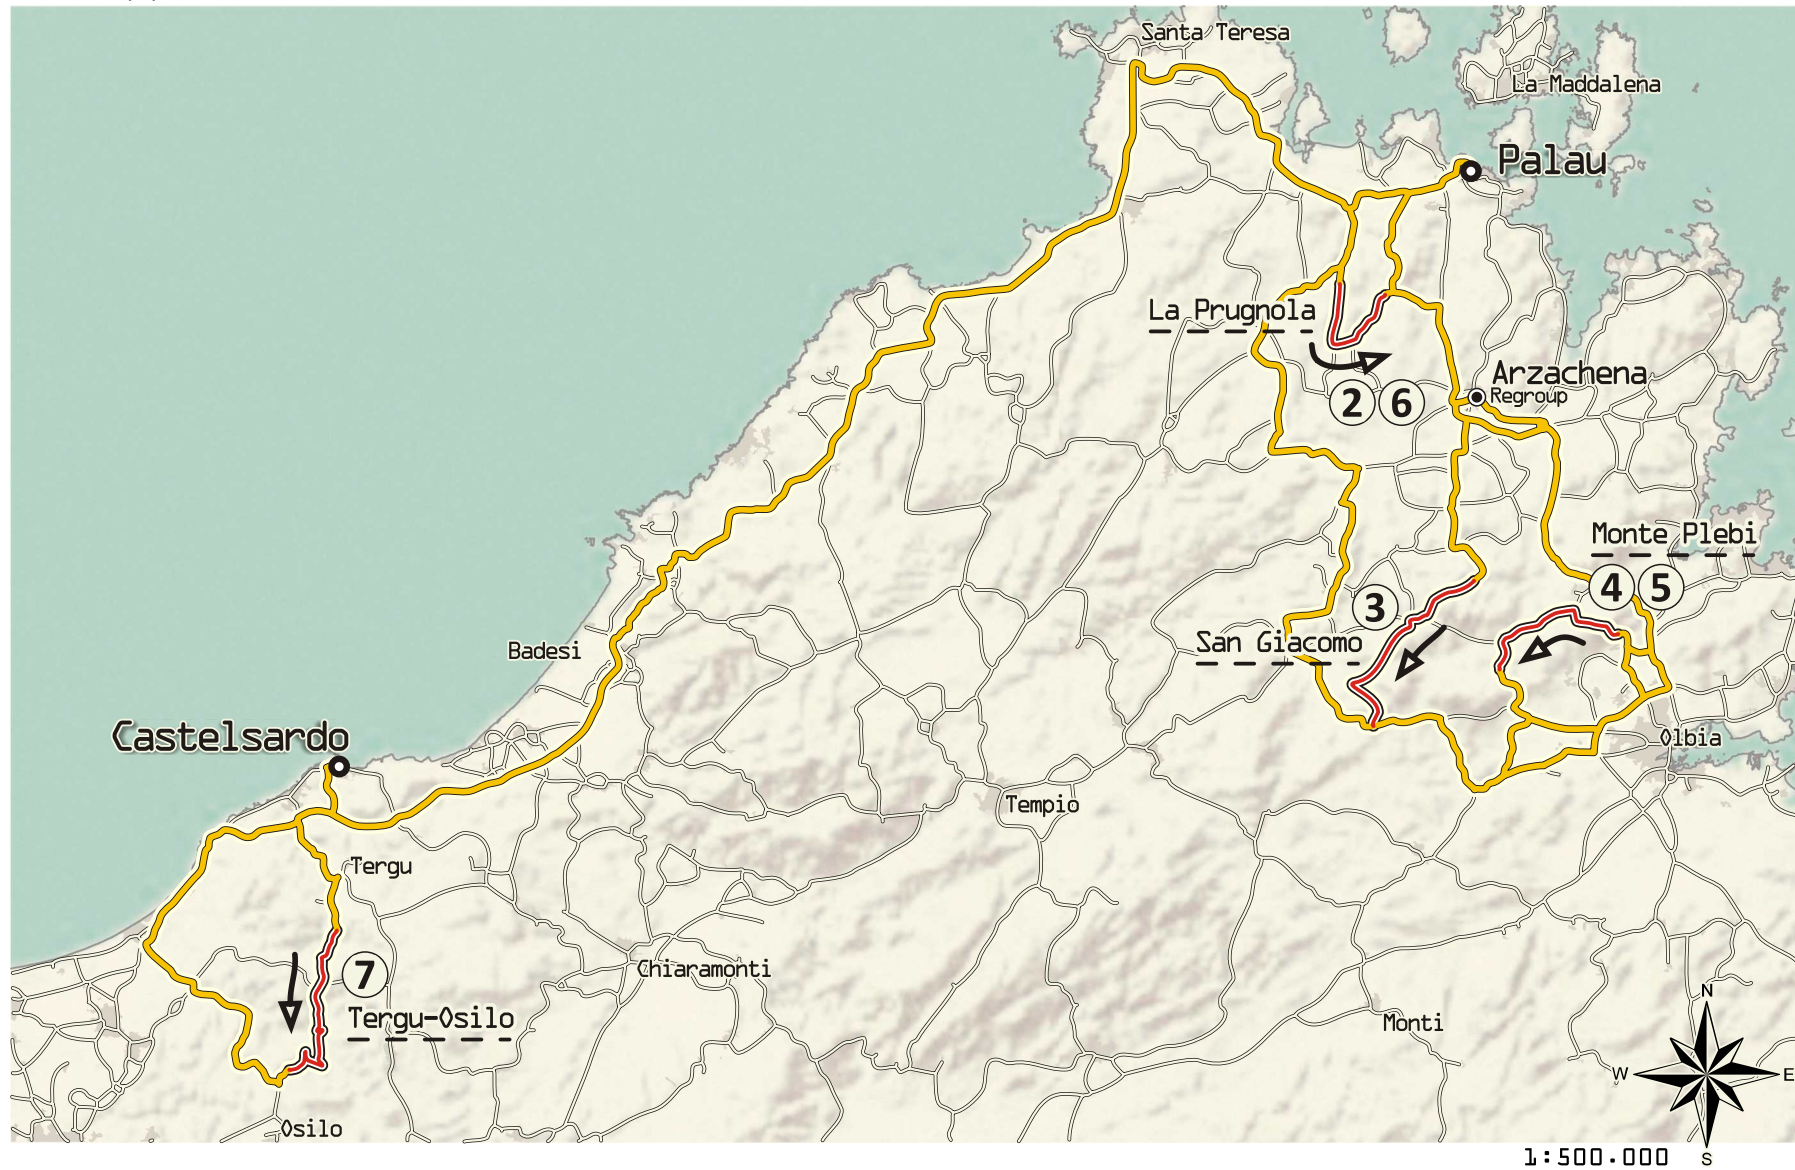 Santa Teresa
La Maddalena
Palau
La Prugnola
Arzachena
Regroup
2 6
Monte Plebi
4 5
3
San Giacomo
Badesi
Castelsardo
Olbia
Tempio
Tergu
7
Chiaramonti
Tergu-Osilo
Monti
N
W E
S
Osilo
1:500.000